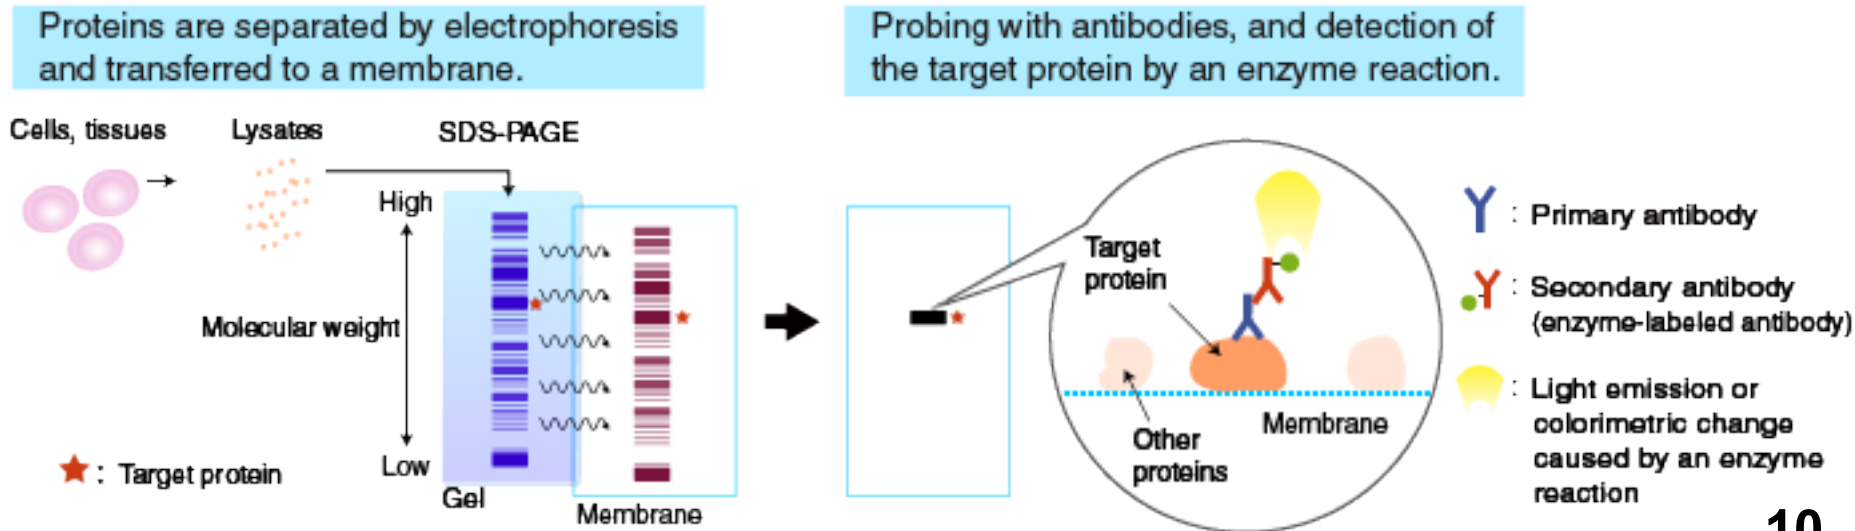 Proteins are separated by electrophoresis
and transferred to a membrane.
Probing with antibodies, and detection of
the target protein by an enzyme reaction.
Cells, tissues
Lysates
SDS-PAGE
High
Molecular weight
Low
★: Target protein
Gel
Membrane
Target
protein
Other
proteins
Membrane
: Primary antibody
: Secondary antibody
(enzyme-labeled antibody)
: Light emission or
colorimetric change
caused by an enzyme
reaction
10